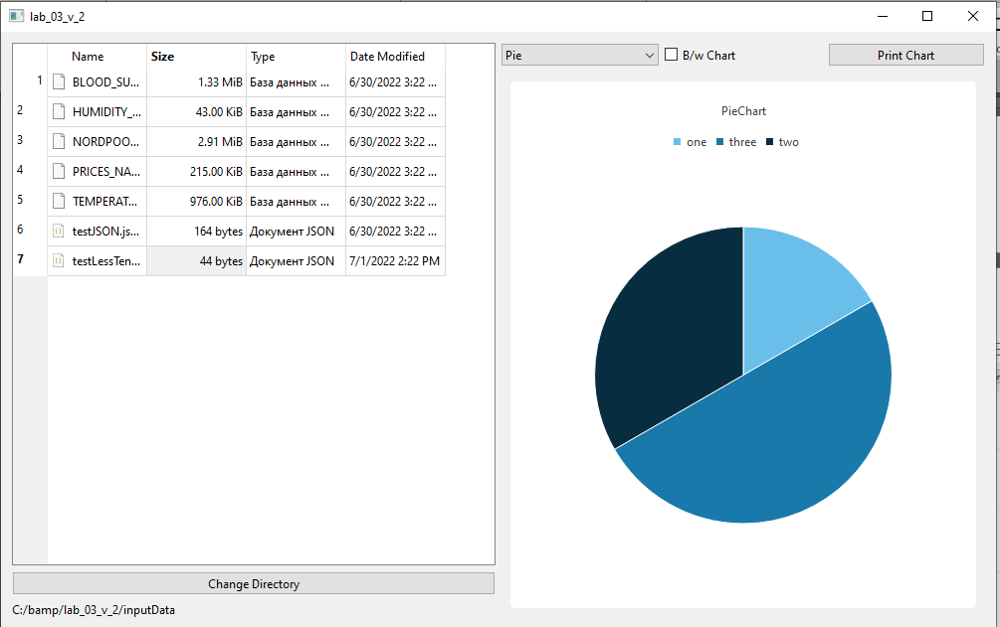 lab_03_v_2
Name Size Type Date Modified
1 BLOOD_SU... 1.33 MiB База данных ... 6/30/2022 3:22 ...
2 HUMIDITY_... 43.00 KiB База данных ... 6/30/2022 3:22 ...
3 NORDPOO... 2.91 MiB База данных ... 6/30/2022 3:22 ...
4 PRICES_NA... 215.00 KiB База данных ... 6/30/2022 3:22 ...
5 TEMPERAT... 976.00 KiB База данных ... 6/30/2022 3:22 ...
6 testJSON.js... 164 bytes Документ JSON 6/30/2022 3:22 ...
7 testLessTen... 44 bytes Документ JSON 7/1/2022 2:22 PM
Change Directory
C:/bamp/lab_03_v_2/inputData
Pie B/w Chart Print Chart
PieChart
one three two